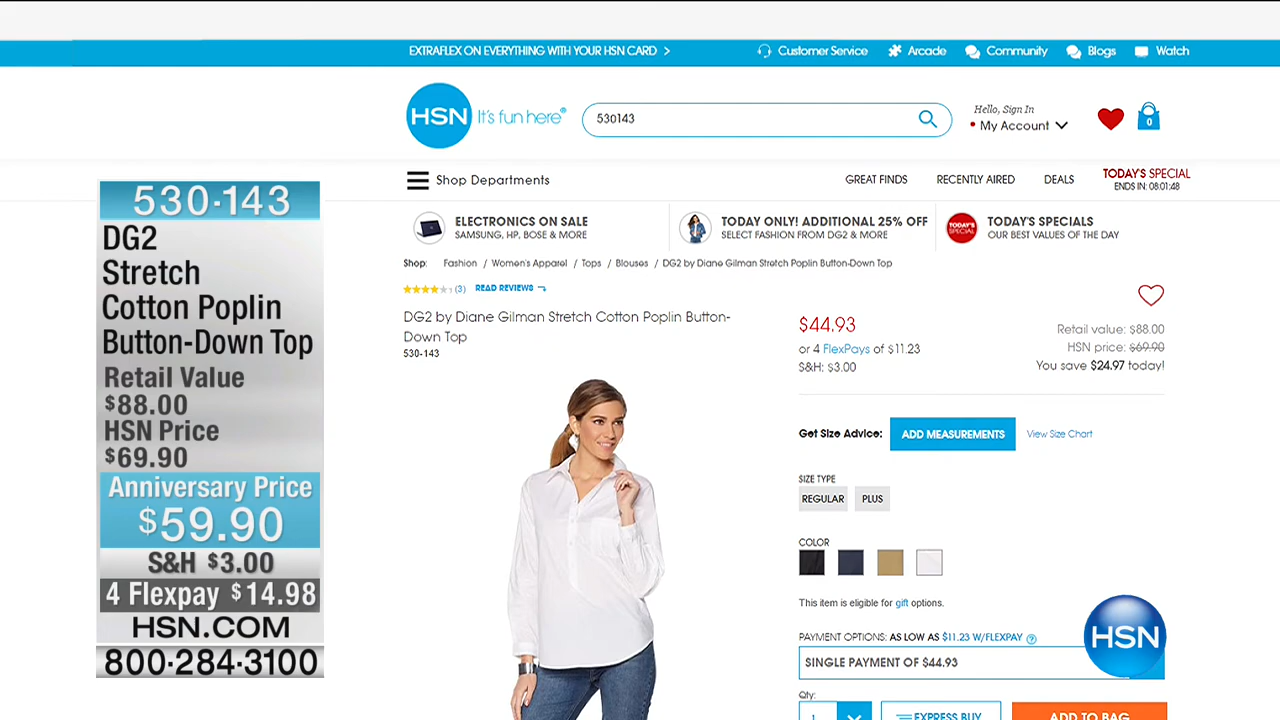 EXTRAFLEX ON EVERYTHING WITH YOUR HSN CARD >
Customer Service
Arcade
Community
Blogs
Watch
HSN It's fun here®
530143
Hello, Sign In
• My Account
0
Shop Departments
GREAT FINDS
RECENTLY AIRED
DEALS
TODAY'S SPECIAL
ENDS IN: 08:01:48
ELECTRONICS ON SALE
SAMSUNG, HP, BOSE & MORE
TODAY ONLY! ADDITIONAL 25% OFF
SELECT FASHION FROM DG2 & MORE
TODAY'S SPECIAL
TODAY'S SPECIALS
OUR BEST VALUES OF THE DAY
Shop: Fashion / Women's Apparel / Tops / Blouses / DG2 by Diane Gilman Stretch Poplin Button-Down Top
(3) READ REVIEWS
DG2 by Diane Gilman Stretch Cotton Poplin Button-
Down Top
530-143
$44.93
or 4 FlexPays of $11.23
S&H: $3.00
Retail value: $88.00
HSN price: $69.90
You save $24.97 today!
Get Size Advice:
ADD MEASUREMENTS
View Size Chart
SIZE TYPE
REGULAR
PLUS
COLOR
This item is eligible for gift options.
PAYMENT OPTIONS: AS LOW AS $11.23 W/FLEXPAY ?
SINGLE PAYMENT OF $44.93
Qty:
1
EXPRESS BUY
ADD TO BAG
HSN
530-143
DG2
Stretch
Cotton Poplin
Button-Down Top
Retail Value
$88.00
HSN Price
$69.90
Anniversary Price
$59.90
S&H $3.00
4 Flexpay $14.98
HSN.COM
800-284-3100